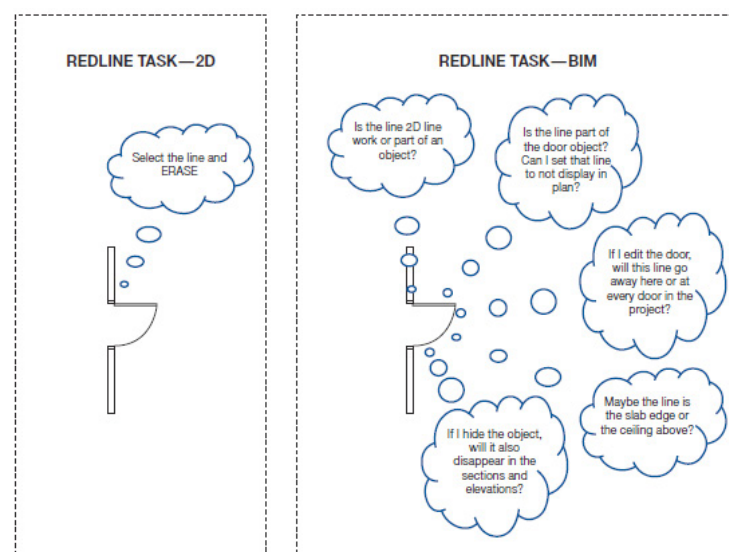 REDLINE TASK—2D
Select the line and
ERASE
REDLINE TASK—BIM
Is the line 2D line
work or part of an
object?
Is the line part of
the door object?
Can I set that line
to not display in
plan?
If I edit the door,
will this line go
away here or at
every door in the
project?
Maybe the line is
the slab edge or
the ceiling above?
If I hide the object,
will it also
disappear in the
sections and
elevations?